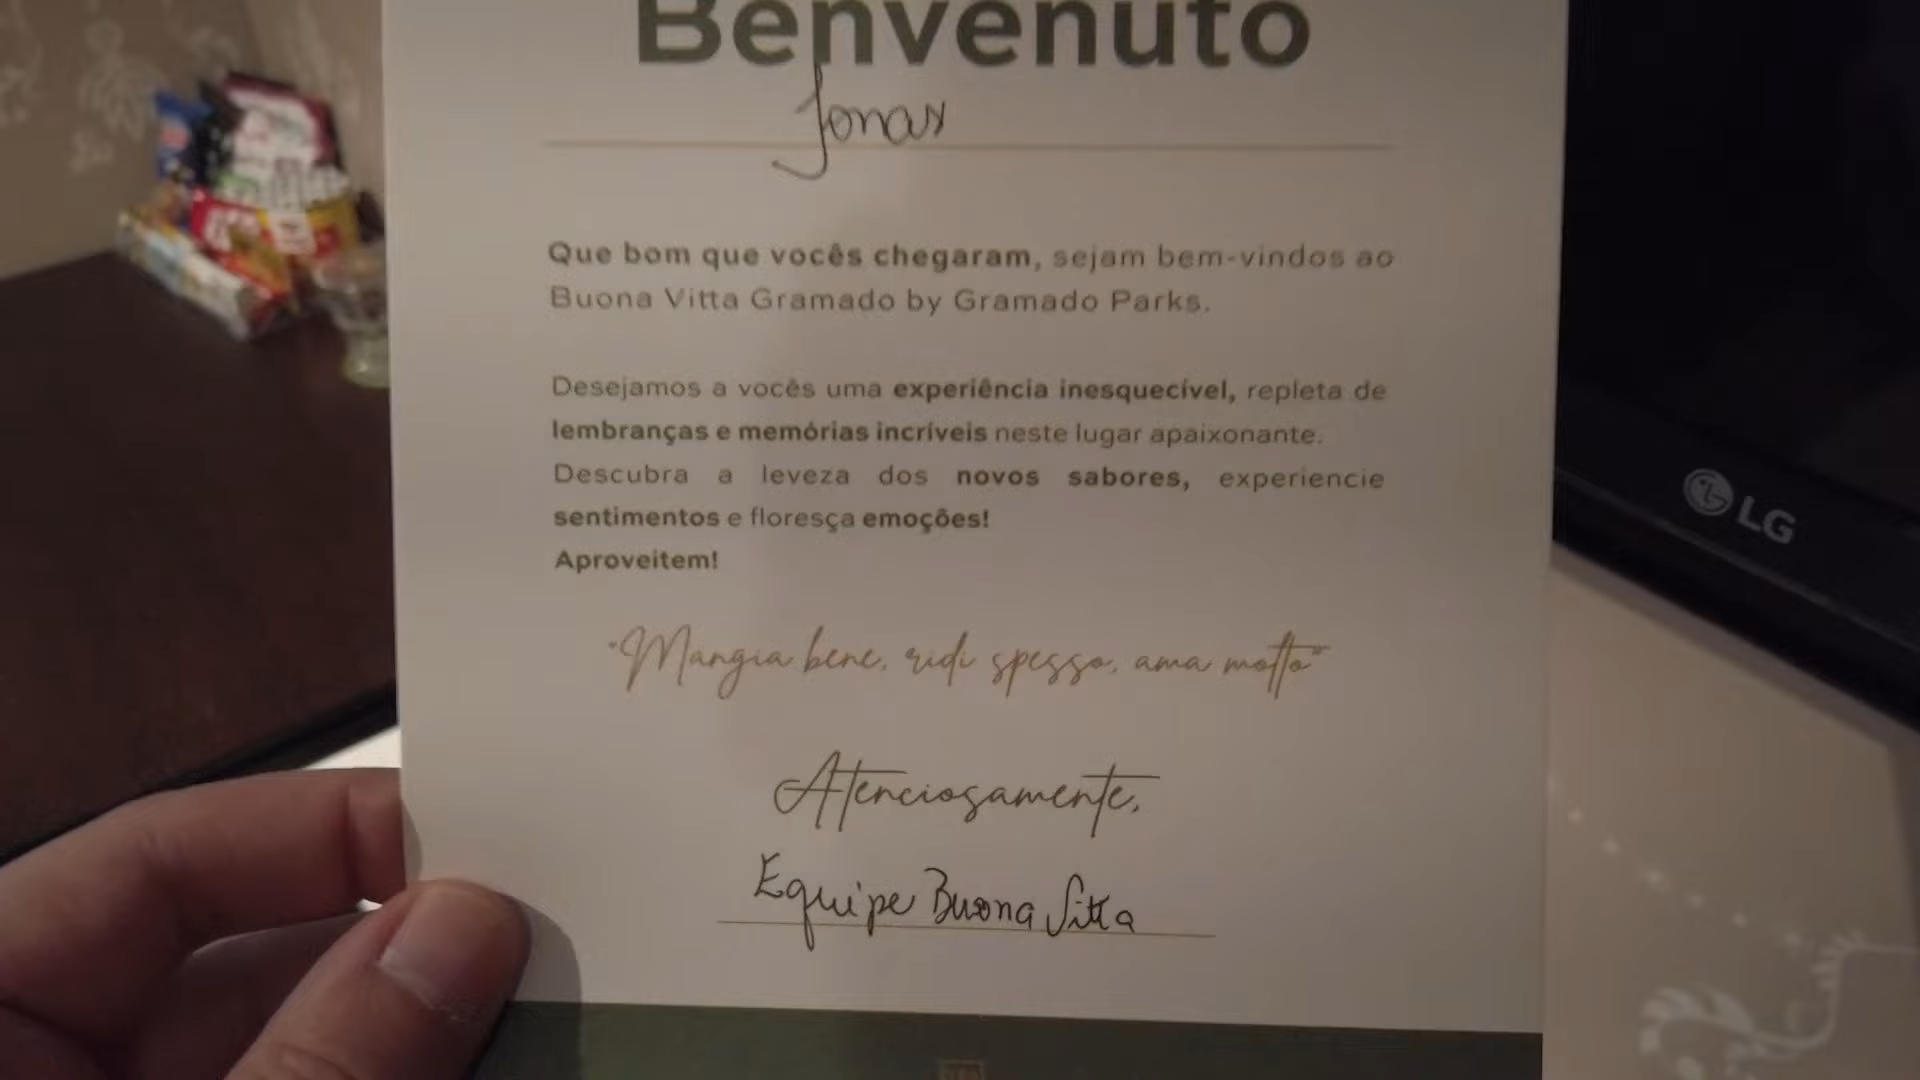 Benvenuto
Jonas
Que bom que vocês chegaram, sejam bem-vindos ao
Buona Vitta Gramado by Gramado Parks.
Desejamos a vocês uma experiência inesquecível, repleta de
lembranças e memórias incríveis neste lugar apaixonante.
Descubra a leveza dos novos sabores, experiencie
sentimentos e floresça emoções!
Aproveitem!
"Mangia bene, ridi spesso, ama molto"
Atenciosamente,
Equipe Buona Vitta
LG